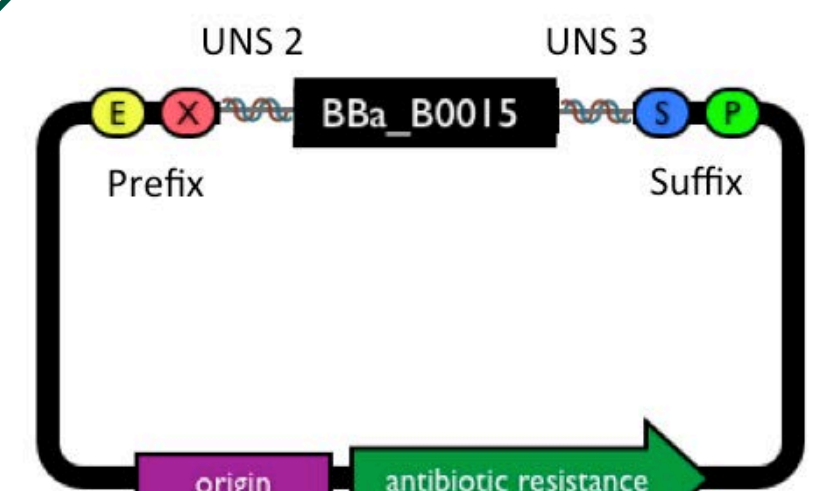 UNS 2 UNS 3
E X BBa_B0015 S P
Prefix Suffix
origin antibiotic resistance